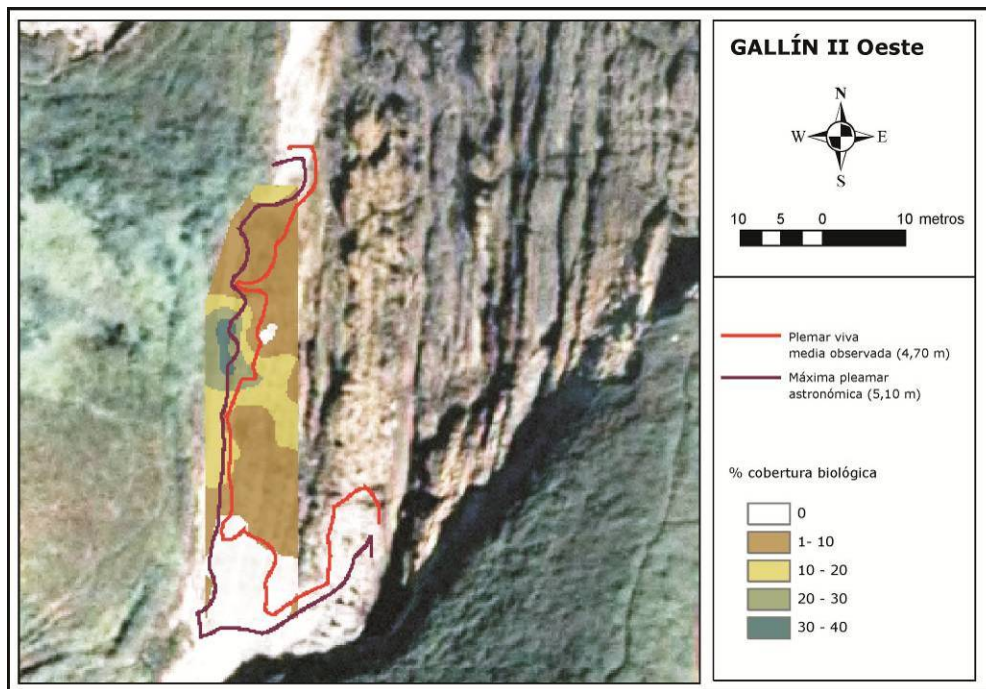 GALLÍN II Oeste
N
W E
S
10 5 0 10 metros
Plemar viva
media observada (4,70 m)
Máxima pleamar
astronómica (5,10 m)
% cobertura biológica
0
1- 10
10 - 20
20 - 30
30 - 40